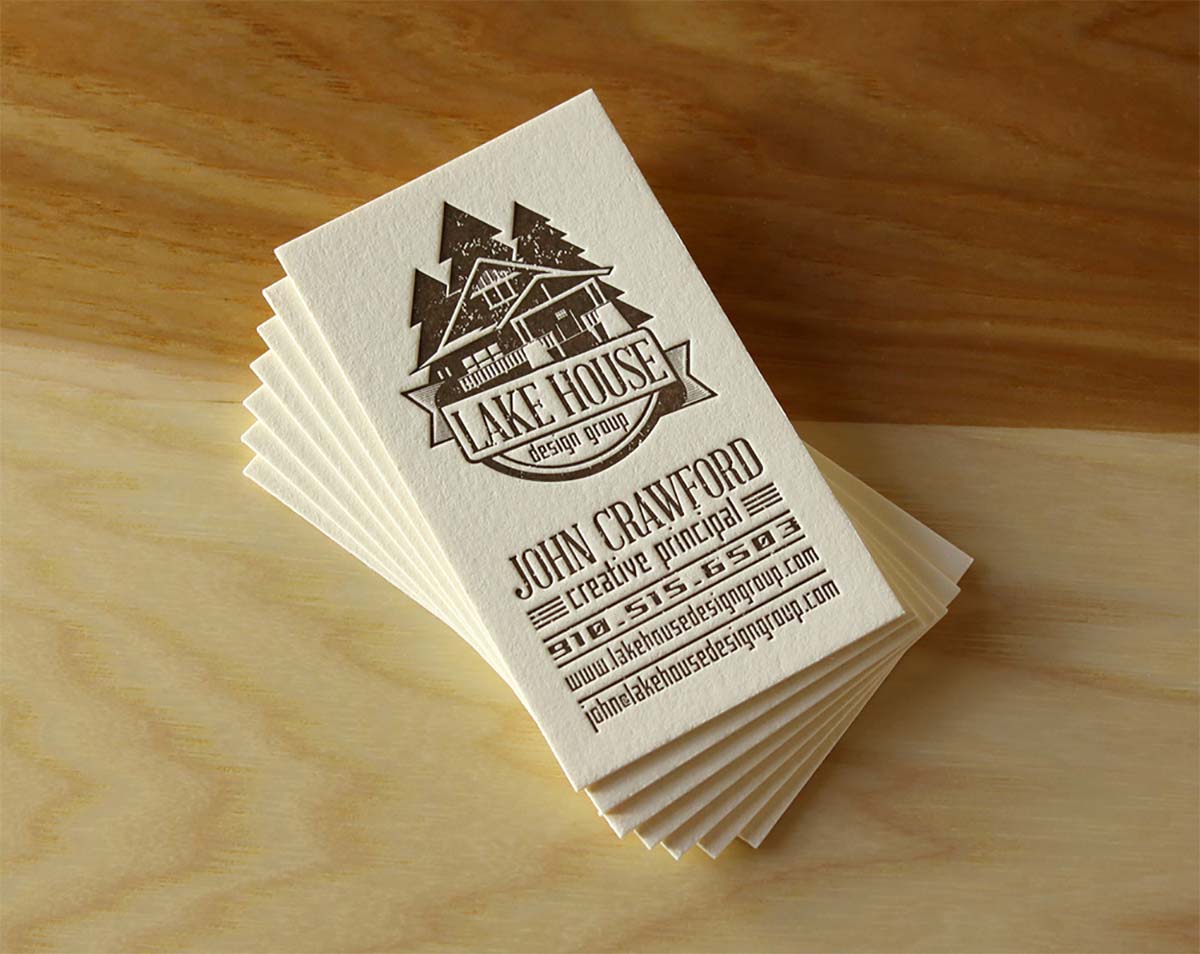 LAKE HOUSE
design group
JOHN CRAWFORD
creative principal
910.515.6503
www.lakehousedesigngroup.com
john@lakehousedesigngroup.com